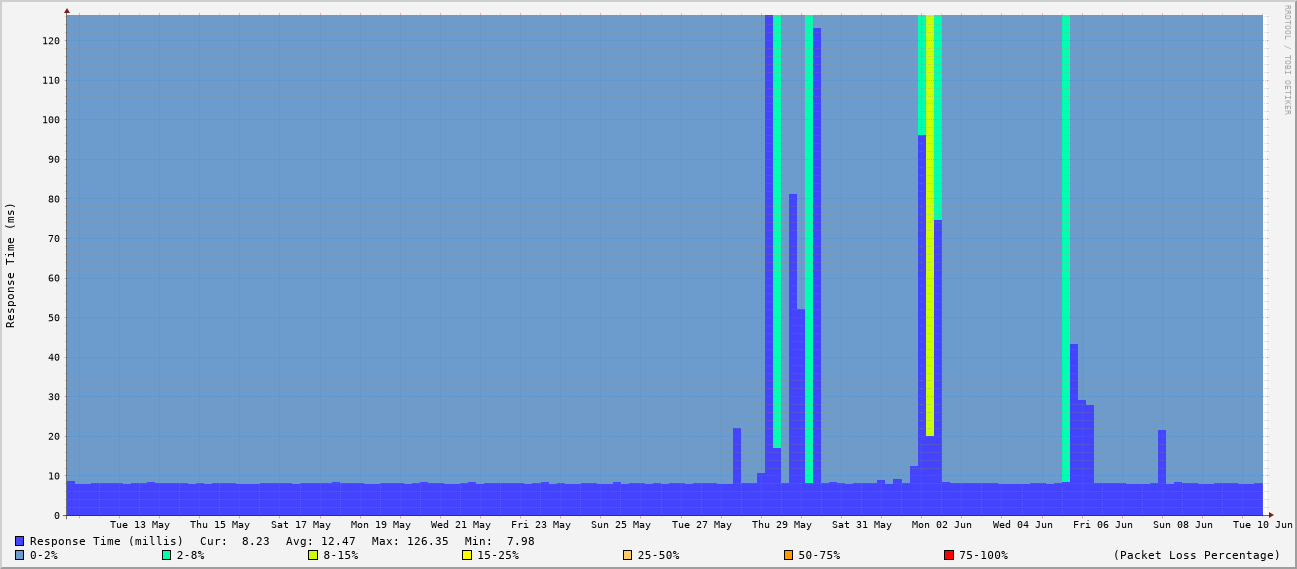 RRDTOOL / TOBI OETIKER
Response Time (ms)
120
110
100
90
80
70
60
50
40
30
20
10
0
Tue 13 May Thu 15 May Sat 17 May Mon 19 May Wed 21 May Fri 23 May Sun 25 May Tue 27 May Thu 29 May Sat 31 May Mon 02 Jun Wed 04 Jun Fri 06 Jun Sun 08 Jun Tue 10 Jun
Response Time (millis) Cur: 8.23 Avg: 12.47 Max: 126.35 Min: 7.98
0-2% 2-8% 8-15% 15-25% 25-50% 50-75% 75-100% (Packet Loss Percentage)